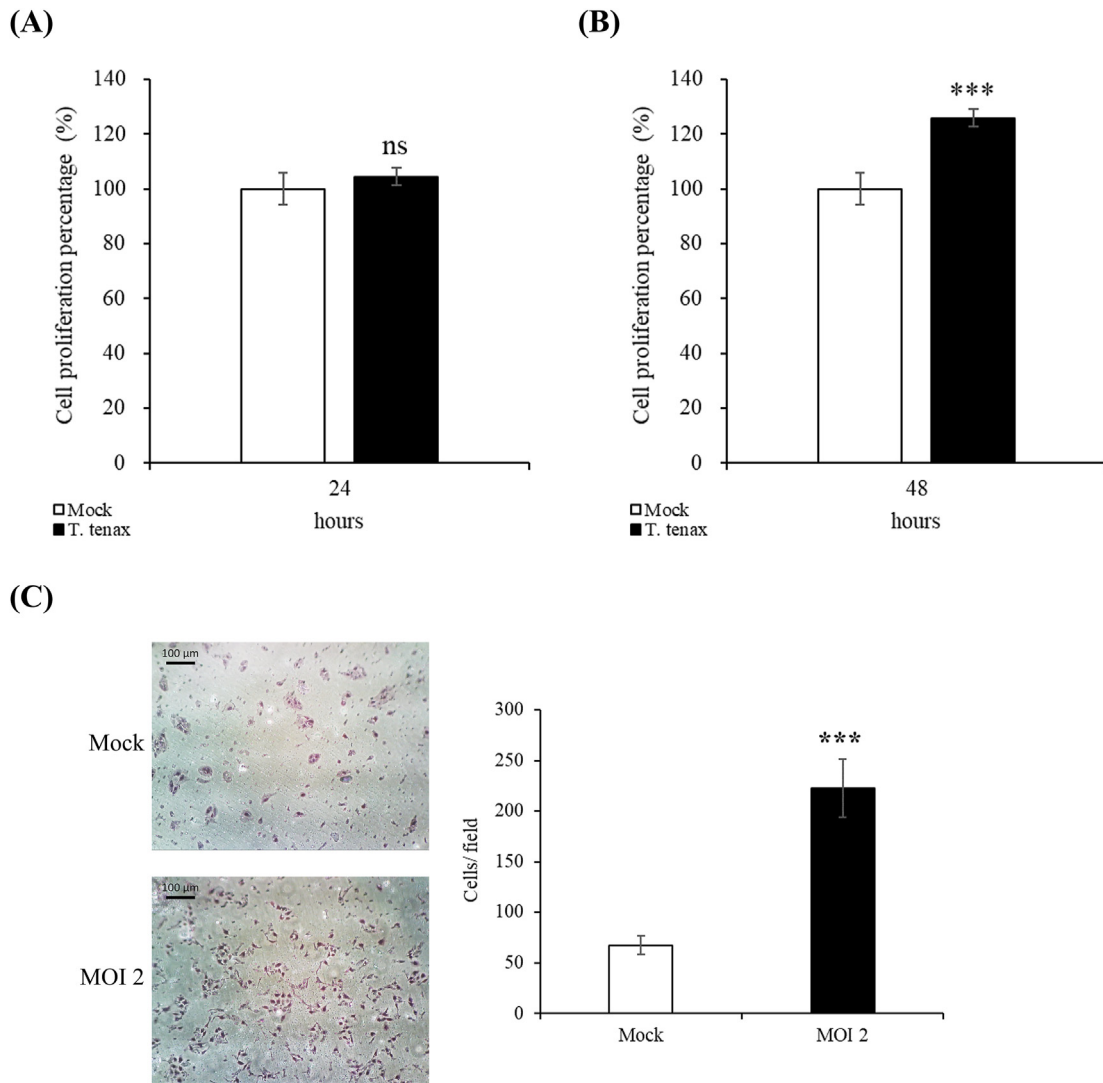 (A)
Cell proliferation percentage (%)
140
120
100
80
60
40
20
0
ns
24
hours
Mock
T. tenax
(B)
Cell proliferation percentage (%)
140
120
100
80
60
40
20
0
***
48
hours
Mock
T. tenax
(C)
Mock
100 µm
MOI 2
100 µm
Cells/ field
300
250
200
150
100
50
0
***
Mock
MOI 2